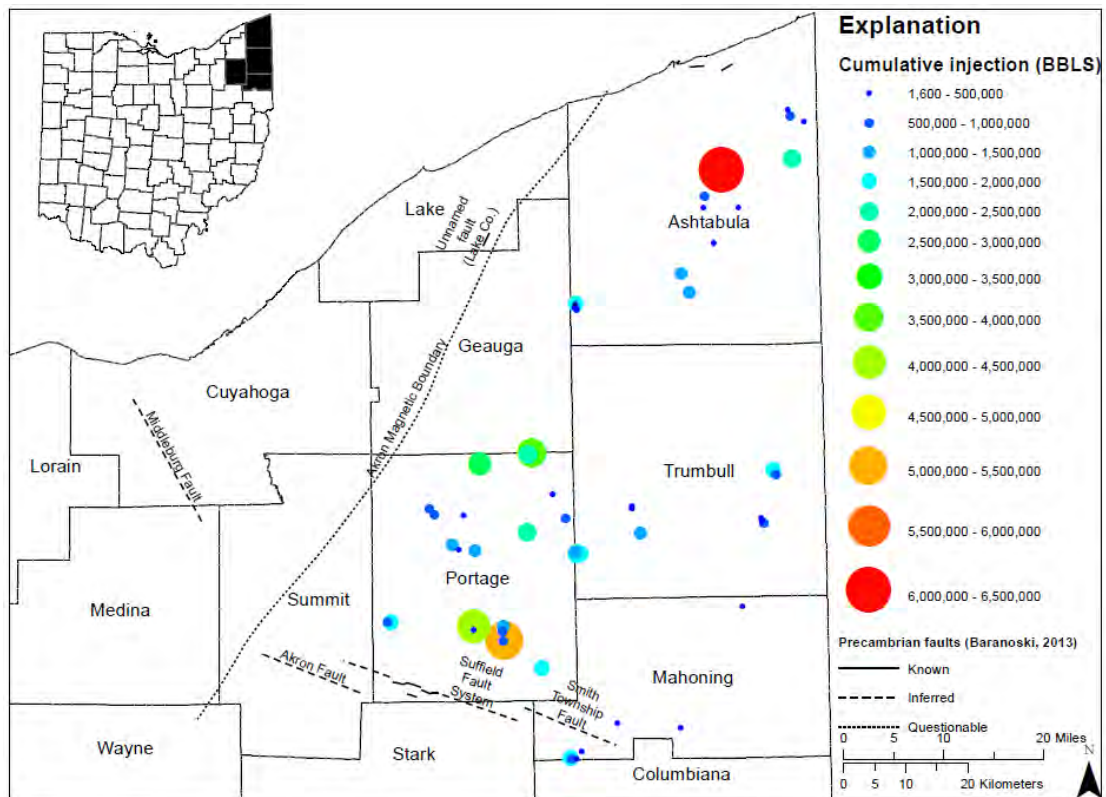 Explanation
Cumulative injection (BBLS)
1,600 - 500,000
500,000 - 1,000,000
1,000,000 - 1,500,000
1,500,000 - 2,000,000
2,000,000 - 2,500,000
2,500,000 - 3,000,000
3,000,000 - 3,500,000
3,500,000 - 4,000,000
4,000,000 - 4,500,000
4,500,000 - 5,000,000
5,000,000 - 5,500,000
5,500,000 - 6,000,000
6,000,000 - 6,500,000
Precambrian faults (Baranoski, 2013)
Known
Inferred
Questionable
0 5 10 20 Miles
0 5 10 20 Kilometers
N
Lake
Unnamed
fault
(Lake Co.)
Ashtabula
Geauga
Cuyahoga
Akron Magnetic Boundary
Middleburg Fault
Lorain
Trumbull
Portage
Medina
Summit
Akron Fault
Suffield
Fault
System
Smith
Township
Fault
Mahoning
Wayne
Stark
Columbiana